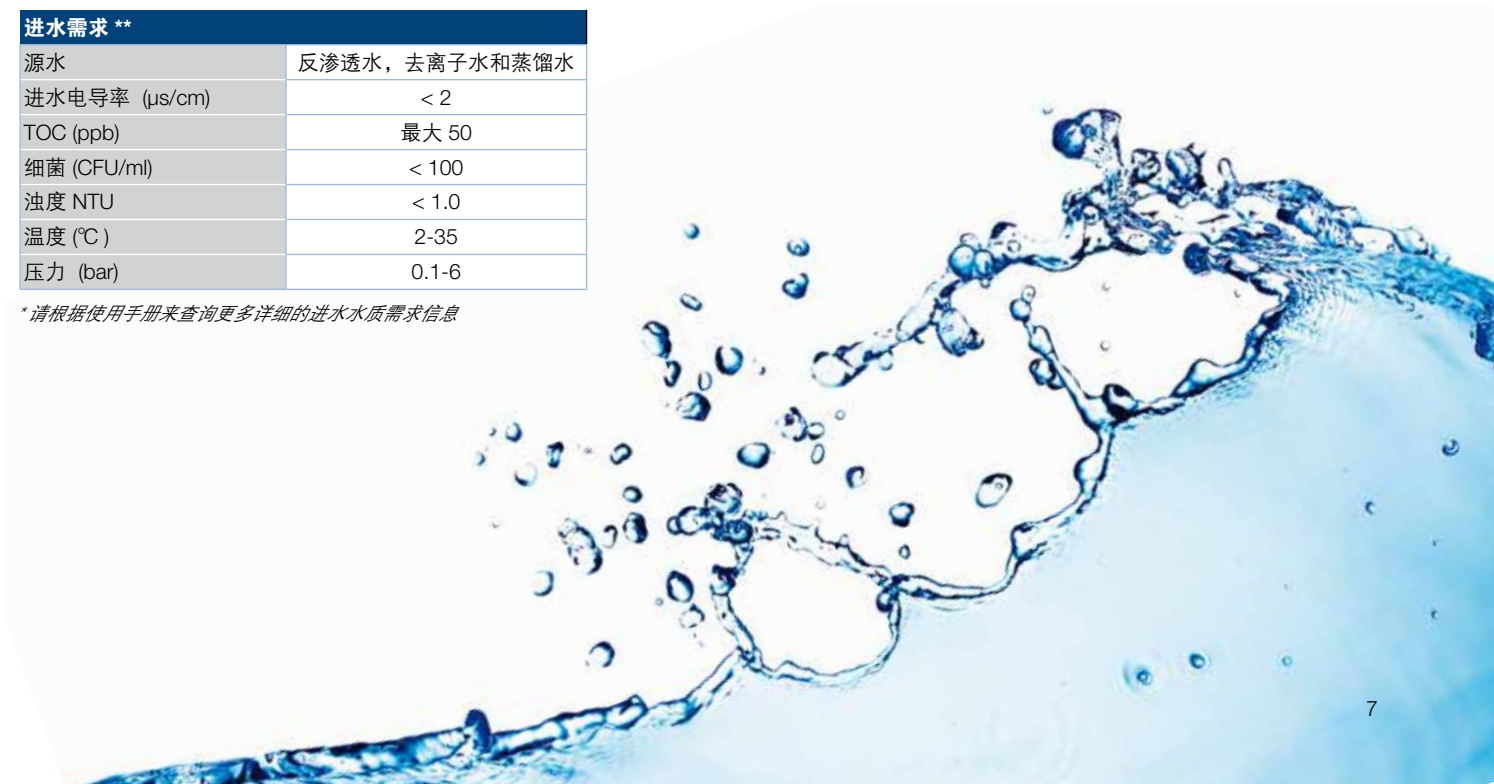 进水需求 **
源水 反渗透水，去离子水和蒸馏水
进水电导率 (μs/cm) < 2
TOC (ppb) 最大 50
细菌 (CFU/ml) < 100
浊度 NTU < 1.0
温度 (℃ ) 2-35
压力 (bar) 0.1-6
* 请根据使用手册来查询更多详细的进水水质需求信息
7